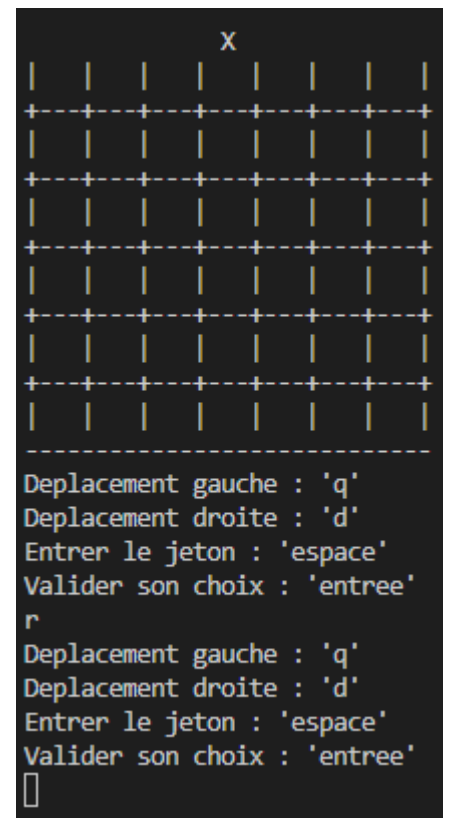 X
|   |   |   |   |   |   |   |
+---+---+---+---+---+---+---+
|   |   |   |   |   |   |   |
+---+---+---+---+---+---+---+
|   |   |   |   |   |   |   |
+---+---+---+---+---+---+---+
|   |   |   |   |   |   |   |
+---+---+---+---+---+---+---+
|   |   |   |   |   |   |   |
+---+---+---+---+---+---+---+
|   |   |   |   |   |   |   |
-----------------------------
Deplacement gauche : 'q'
Deplacement droite : 'd'
Entrer le jeton : 'espace'
Valider son choix : 'entree'
r
Deplacement gauche : 'q'
Deplacement droite : 'd'
Entrer le jeton : 'espace'
Valider son choix : 'entree'